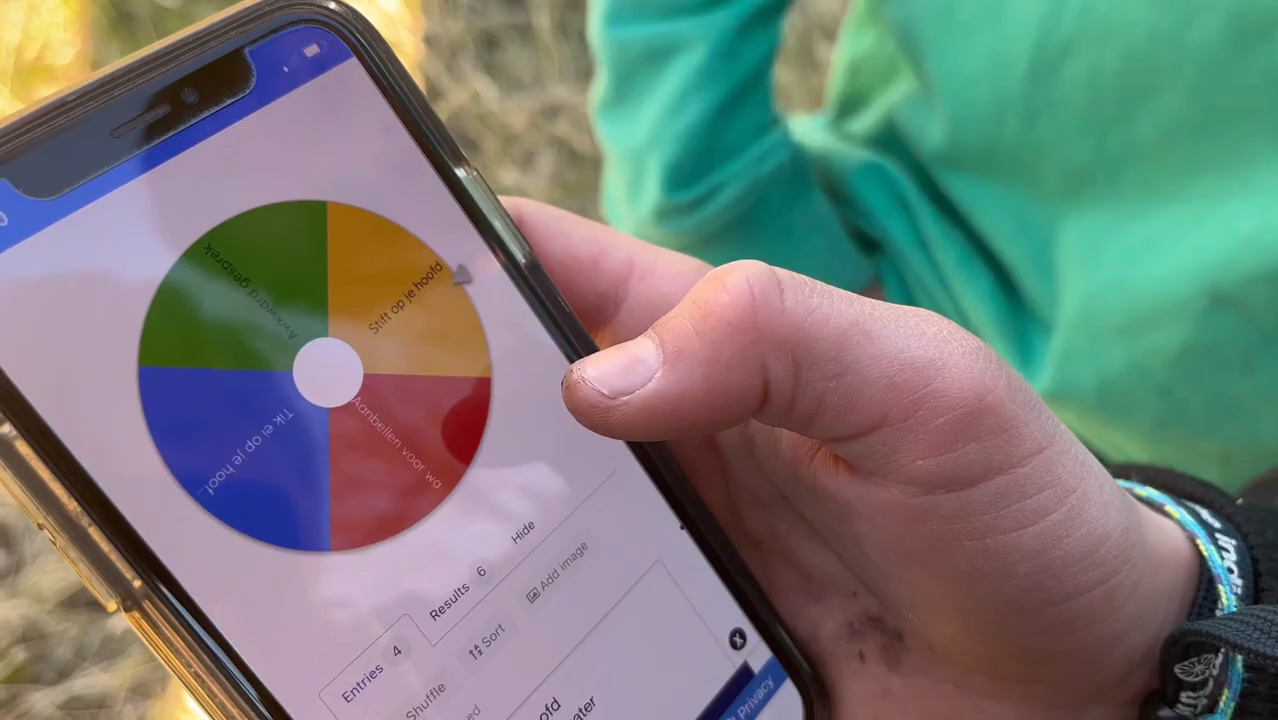 Awkward gesprek
Stift op je hoofd
Tik ei op je hoof...
Aanbellen voor wa
Hide
Results 6
Add image
Entries 4
Sort
Shuffle
Privacy